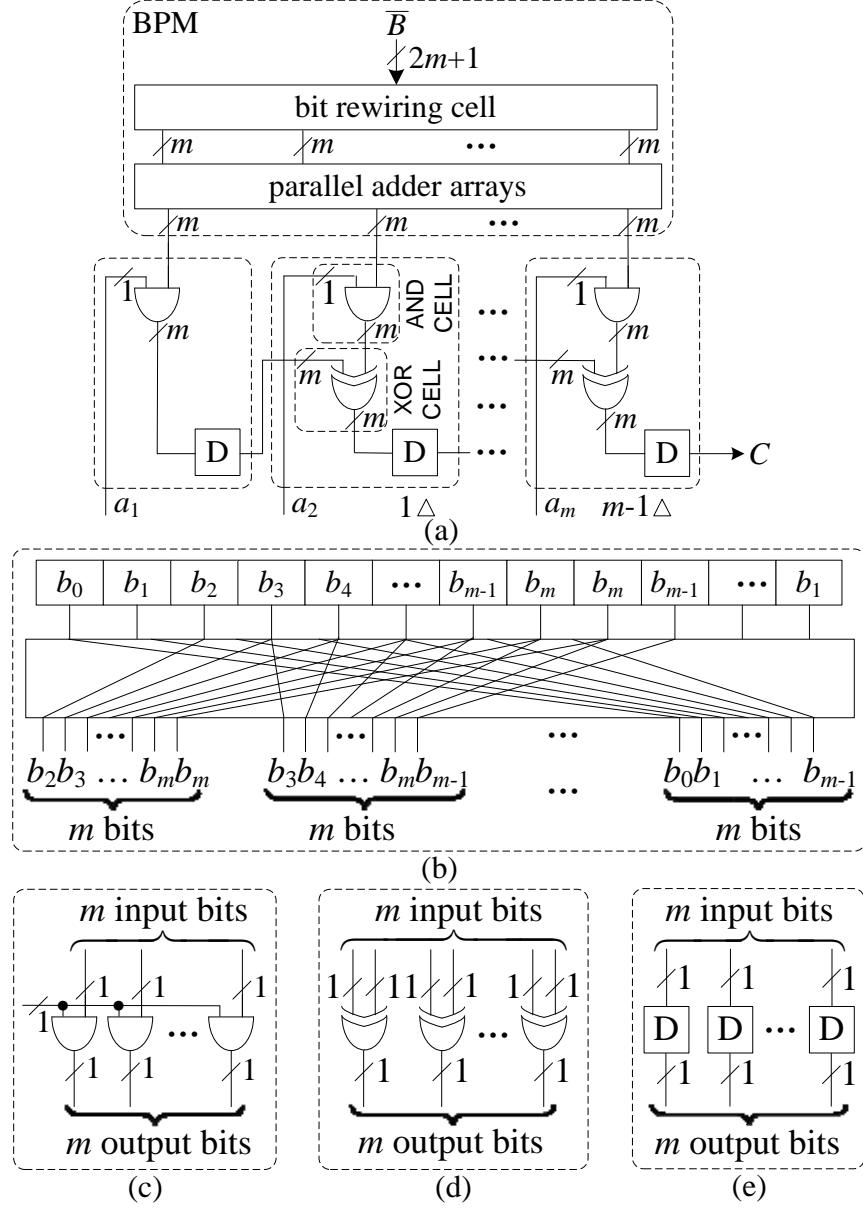 BPM
B̅
2m+1
bit rewiring cell
m m ... m
parallel adder arrays
m m ... m
1 1 1
m m m
AND CELL
...
m m
XOR CELL
...
m m
...
D D ... D C
a₁ a₂ 1△ aₘ m-1△
(a)
b₀ b₁ b₂ b₃ b₄ ... bₘ₋₁ bₘ bₘ bₘ₋₁ ... b₁
... ... ... ...
b₂b₃ ... bₘbₘ b₃b₄ ... bₘbₘ₋₁ ... b₀b₁ ... bₘ₋₁
m bits m bits m bits
(b)
m input bits
1 1 1
1
...
1 1 1
m output bits
(c)
m input bits
1 1 1 1 1 1
...
1 1 1
m output bits
(d)
m input bits
1 1 1
D D ... D
1 1 1
m output bits
(e)